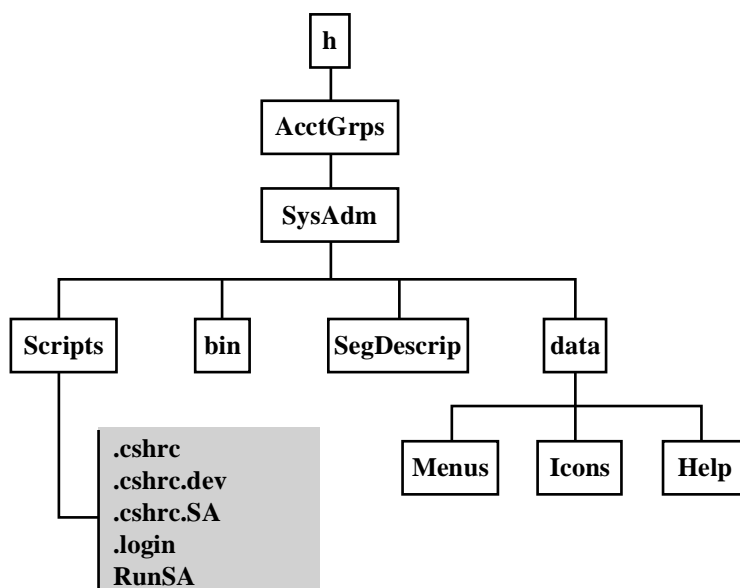 h
AcctGrps
SysAdm
Scripts
bin
SegDescrip
data
Menus
Icons
Help
.cshrc
.cshrc.dev
.cshrc.SA
.login
RunSA